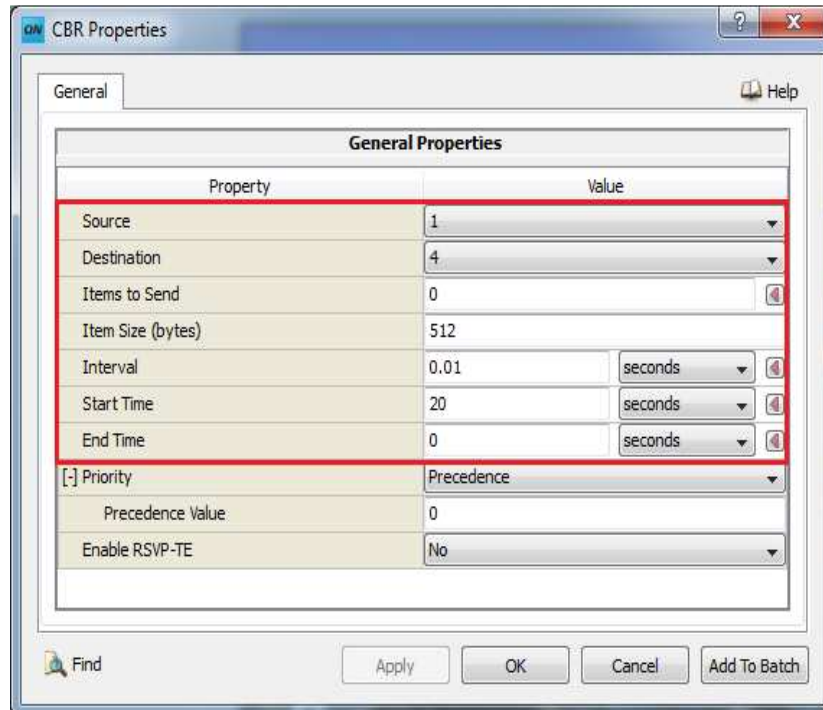 QN CBR Properties
General
Help
General Properties
Property Value
Source 1
Destination 4
Items to Send 0
Item Size (bytes) 512
Interval 0.01 seconds
Start Time 20 seconds
End Time 0 seconds
[-] Priority Precedence
Precedence Value 0
Enable RSVP-TE No
Find Apply OK Cancel Add To Batch